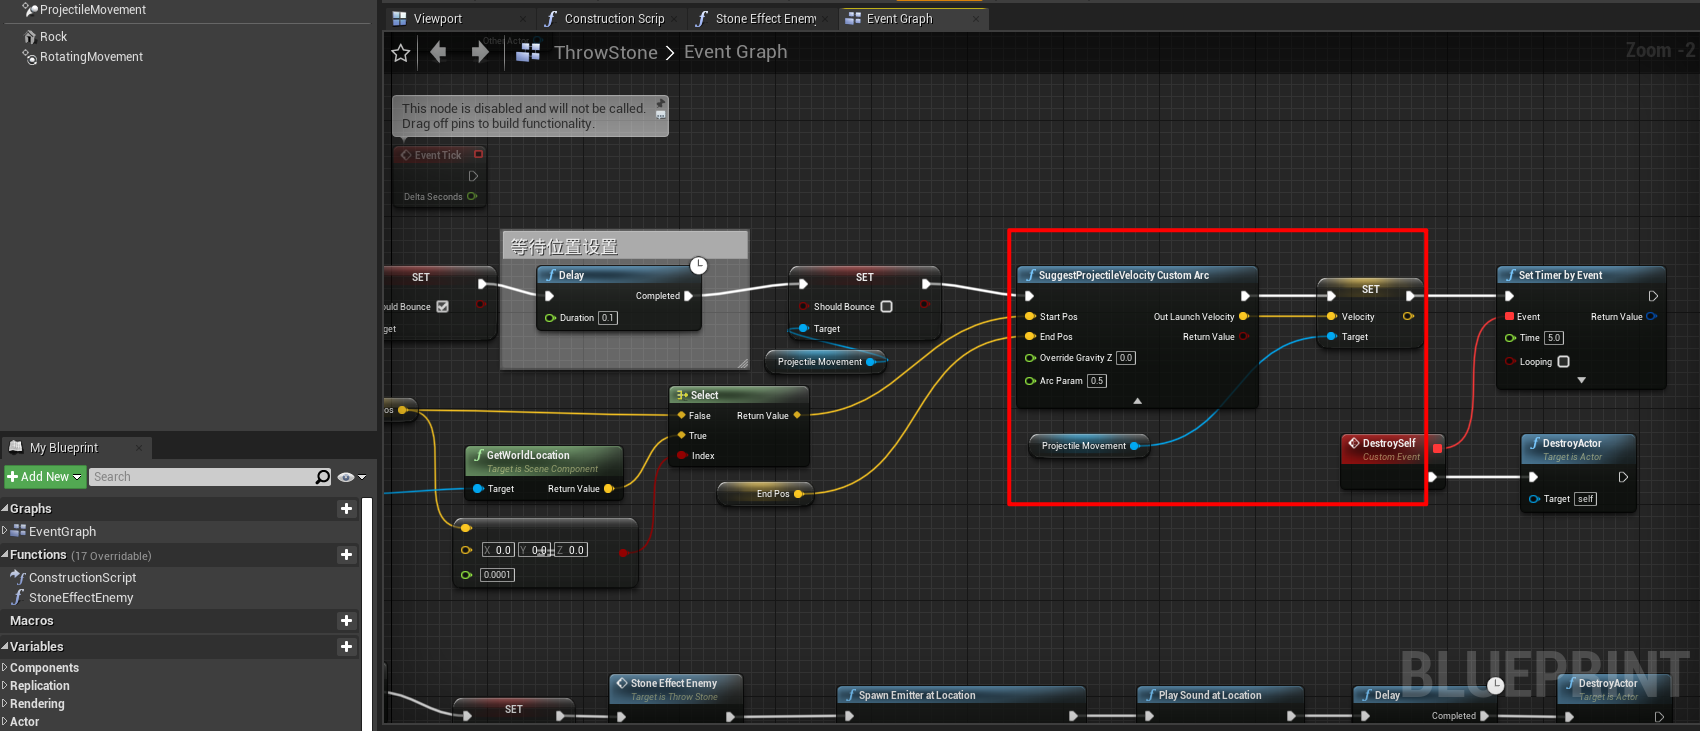 ProjectileMovement
Rock
RotatingMovement
Viewport
Construction Scrip
Stone Effect Enemy
Event Graph
ThrowStone > Event Graph
Zoom -2
Other Actor
This node is disabled and will not be called.
Drag off pins to build functionality.
Event Tick
Delta Seconds
等待位置设置
SET
uld Bounce
get
Delay
Completed
Duration 0.1
SET
Should Bounce
Target
Projectile Movement
SuggestProjectileVelocity Custom Arc
Start Pos
Out Launch Velocity
End Pos
Return Value
Override Gravity Z 0.0
Arc Param 0.5
SET
Velocity
Target
Projectile Movement
Set Timer by Event
Event
Return Value
Time 5.0
Looping
os
Select
False
Return Value
True
Index
GetWorldLocation
Target is Scene Component
Target
Return Value
End Pos
X 0.0 Y 0.0 Z 0.0
==
0.0001
DestroySelf
Custom Event
DestroyActor
Target is Actor
Target self
My Blueprint
+ Add New
Search
Graphs
EventGraph
Functions (17 Overridable)
ConstructionScript
StoneEffectEnemy
Macros
Variables
Components
Replication
Rendering
Actor
SET
Stone Effect Enemy
Target is Throw Stone
Spawn Emitter at Location
Play Sound at Location
Delay
Completed
DestroyActor
Target is Actor
BLUEPRINT